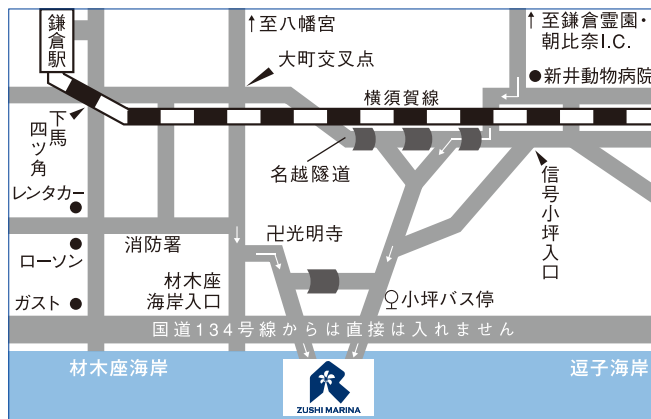 鎌倉駅
↑至八幡宮
大町交叉点
↑至鎌倉霊園・
朝比奈I.C.
●新井動物病院
横須賀線
下馬
四ツ角
名越隧道
信号小坪入口
レンタカー
ローソン
ガスト
消防署
卍光明寺
材木座
海岸入口
小坪バス停
国道134号線からは直接は入れません
材木座海岸
逗子海岸
ZUSHI MARINA